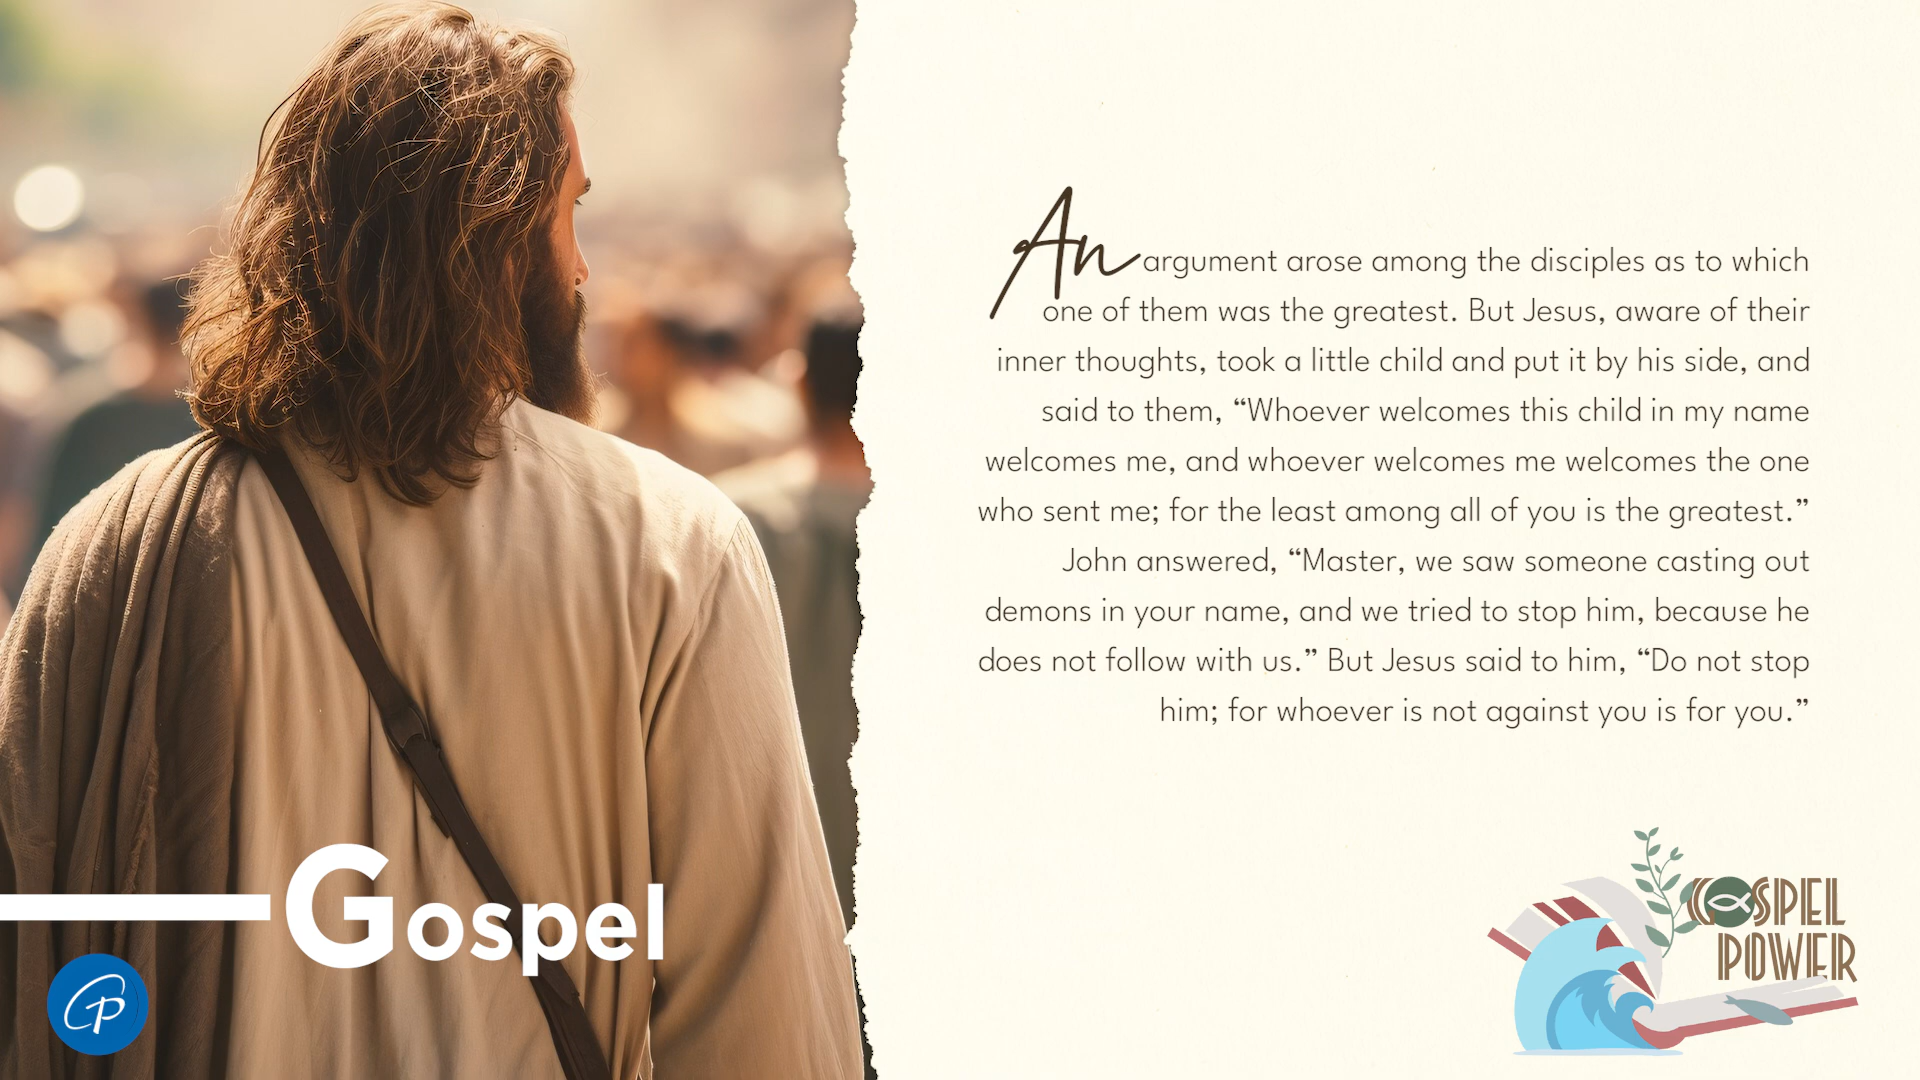 An argument arose among the disciples as to which
one of them was the greatest. But Jesus, aware of their
inner thoughts, took a little child and put it by his side, and
said to them, “Whoever welcomes this child in my name
welcomes me, and whoever welcomes me welcomes the one
who sent me; for the least among all of you is the greatest.”
John answered, “Master, we saw someone casting out
demons in your name, and we tried to stop him, because he
does not follow with us.” But Jesus said to him, “Do not stop
him; for whoever is not against you is for you.”
Gospel
GP
GOSPEL
POWER